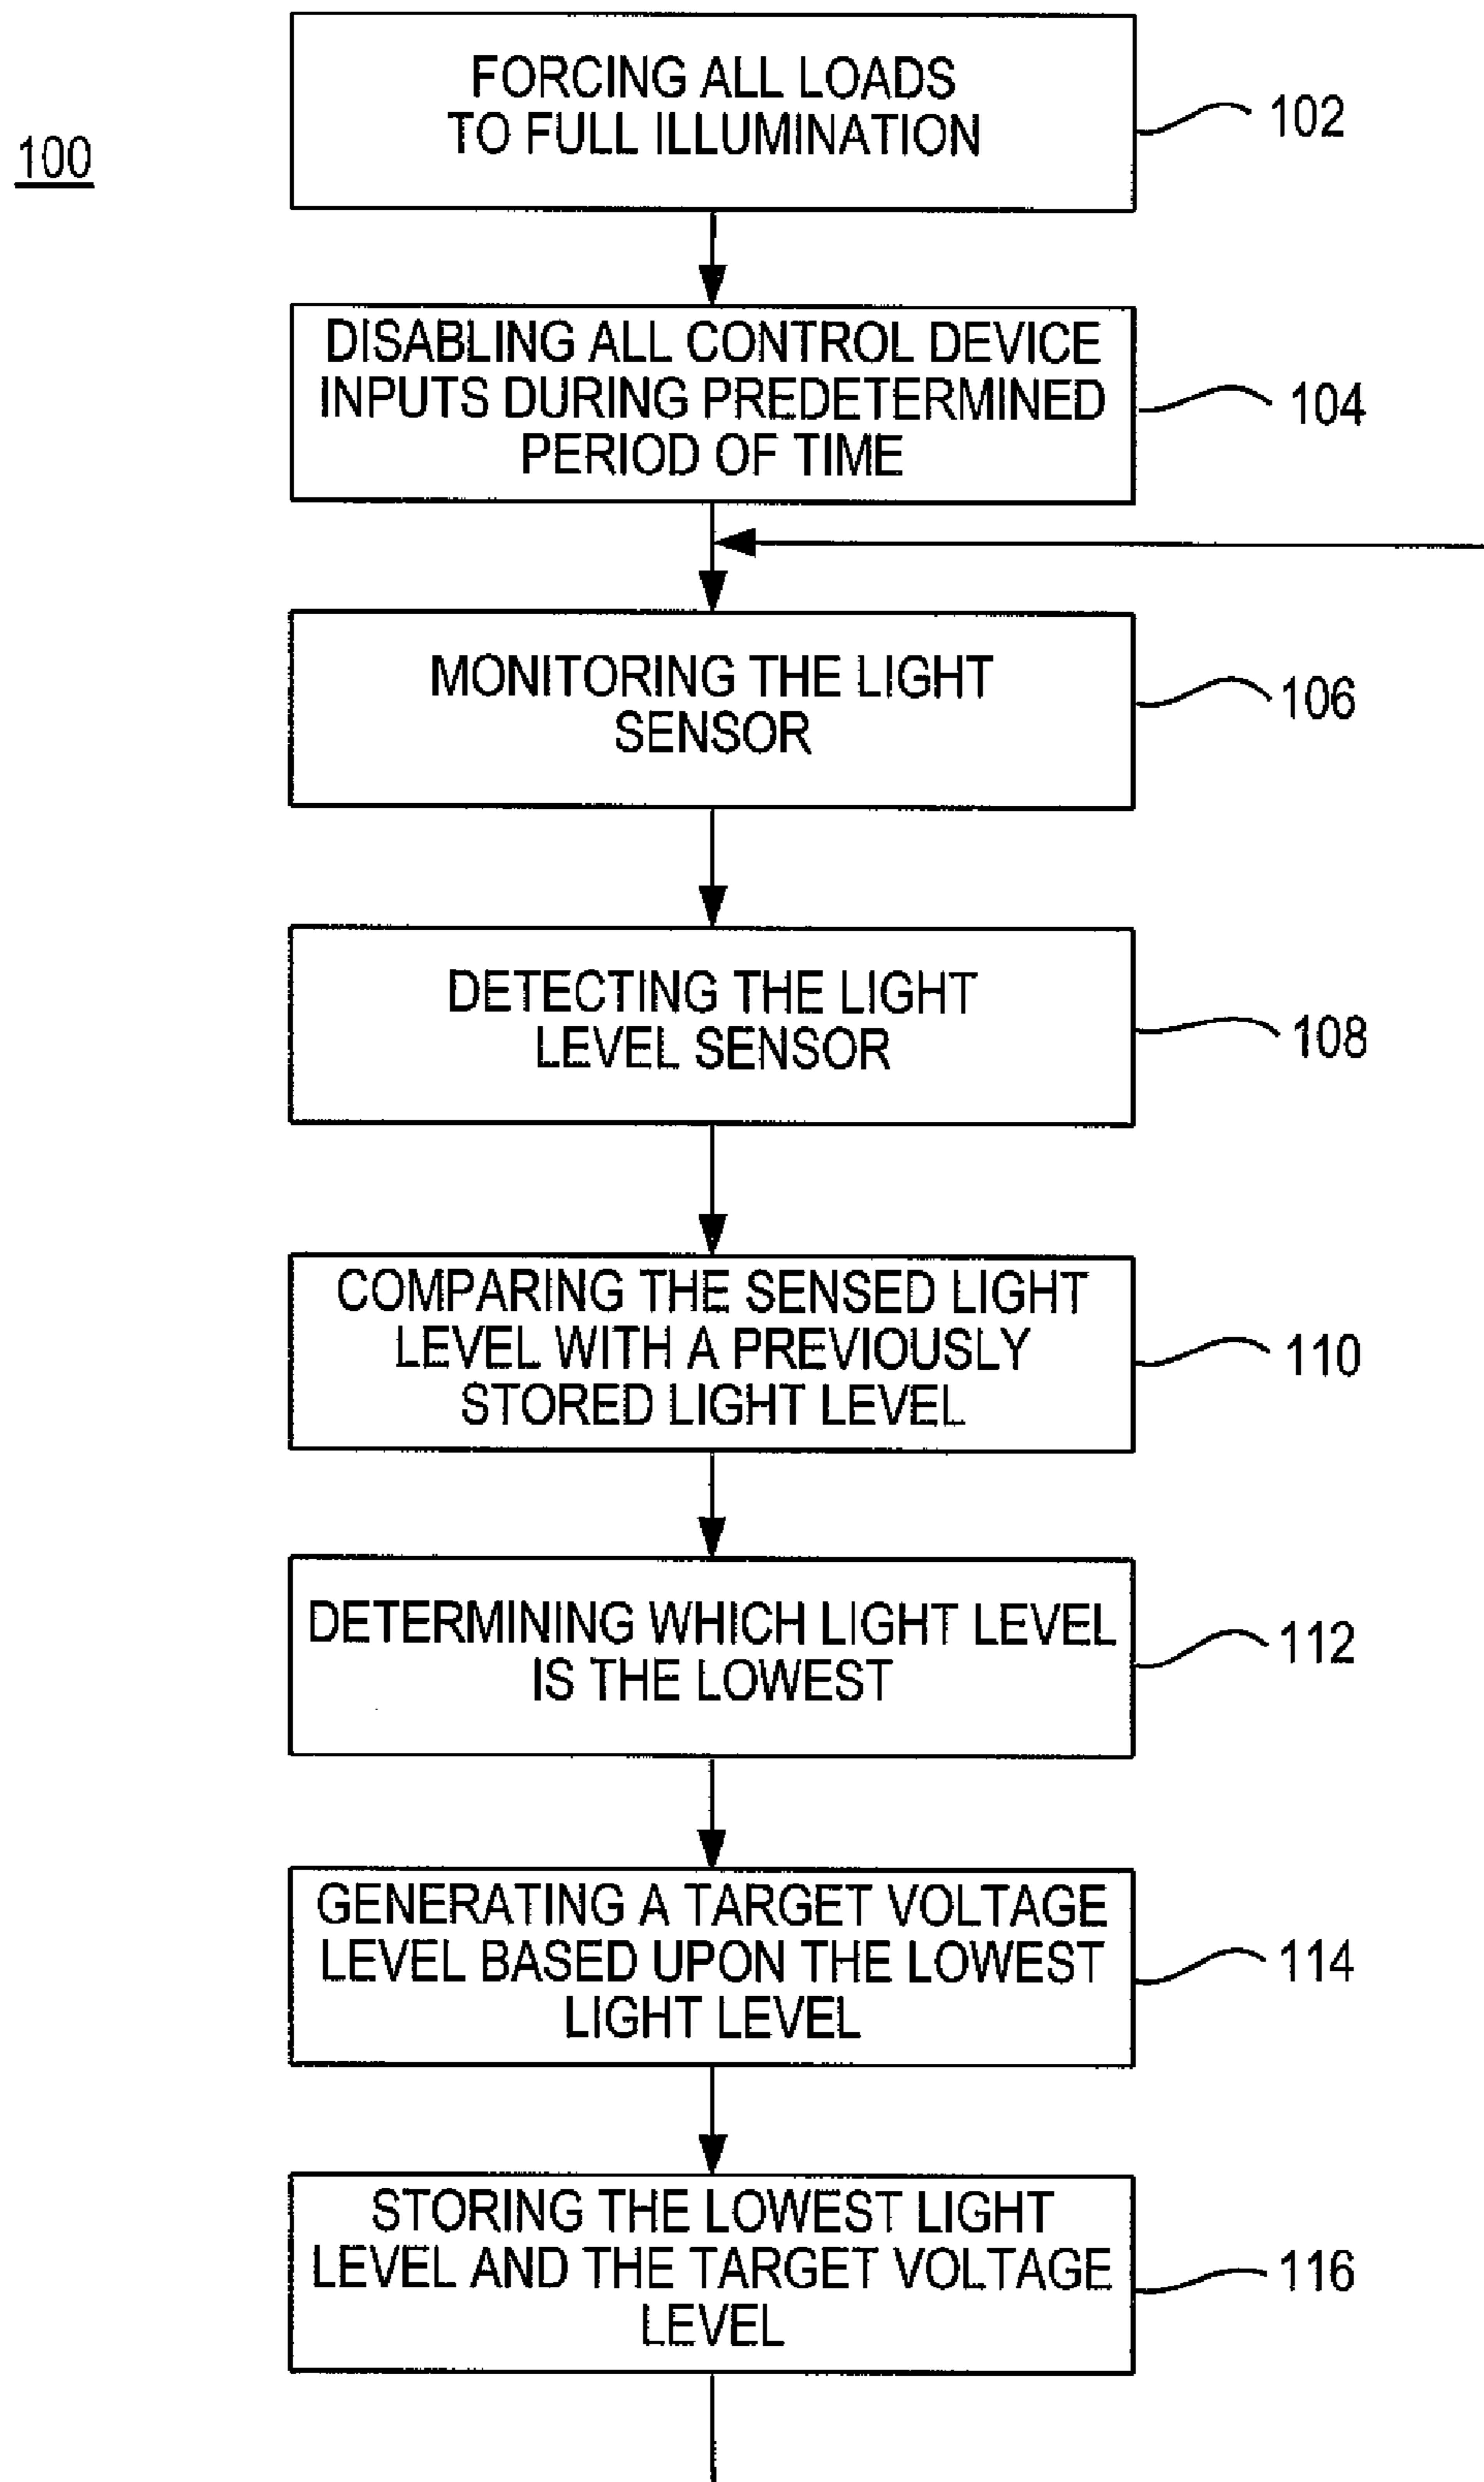 FORCING ALL LOADS
TO FULL ILLUMINATION
102
100
DISABLING ALL CONTROL DEVICE
INPUTS DURING PREDETERMINED
PERIOD OF TIME
104
MONITORING THE LIGHT
SENSOR
106
DETECTING THE LIGHT
LEVEL SENSOR
108
COMPARING THE SENSED LIGHT
LEVEL WITH A PREVIOUSLY
STORED LIGHT LEVEL
110
DETERMINING WHICH LIGHT LEVEL
IS THE LOWEST
112
GENERATING A TARGET VOLTAGE
LEVEL BASED UPON THE LOWEST
LIGHT LEVEL
114
STORING THE LOWEST LIGHT
LEVEL AND THE TARGET VOLTAGE
LEVEL
116